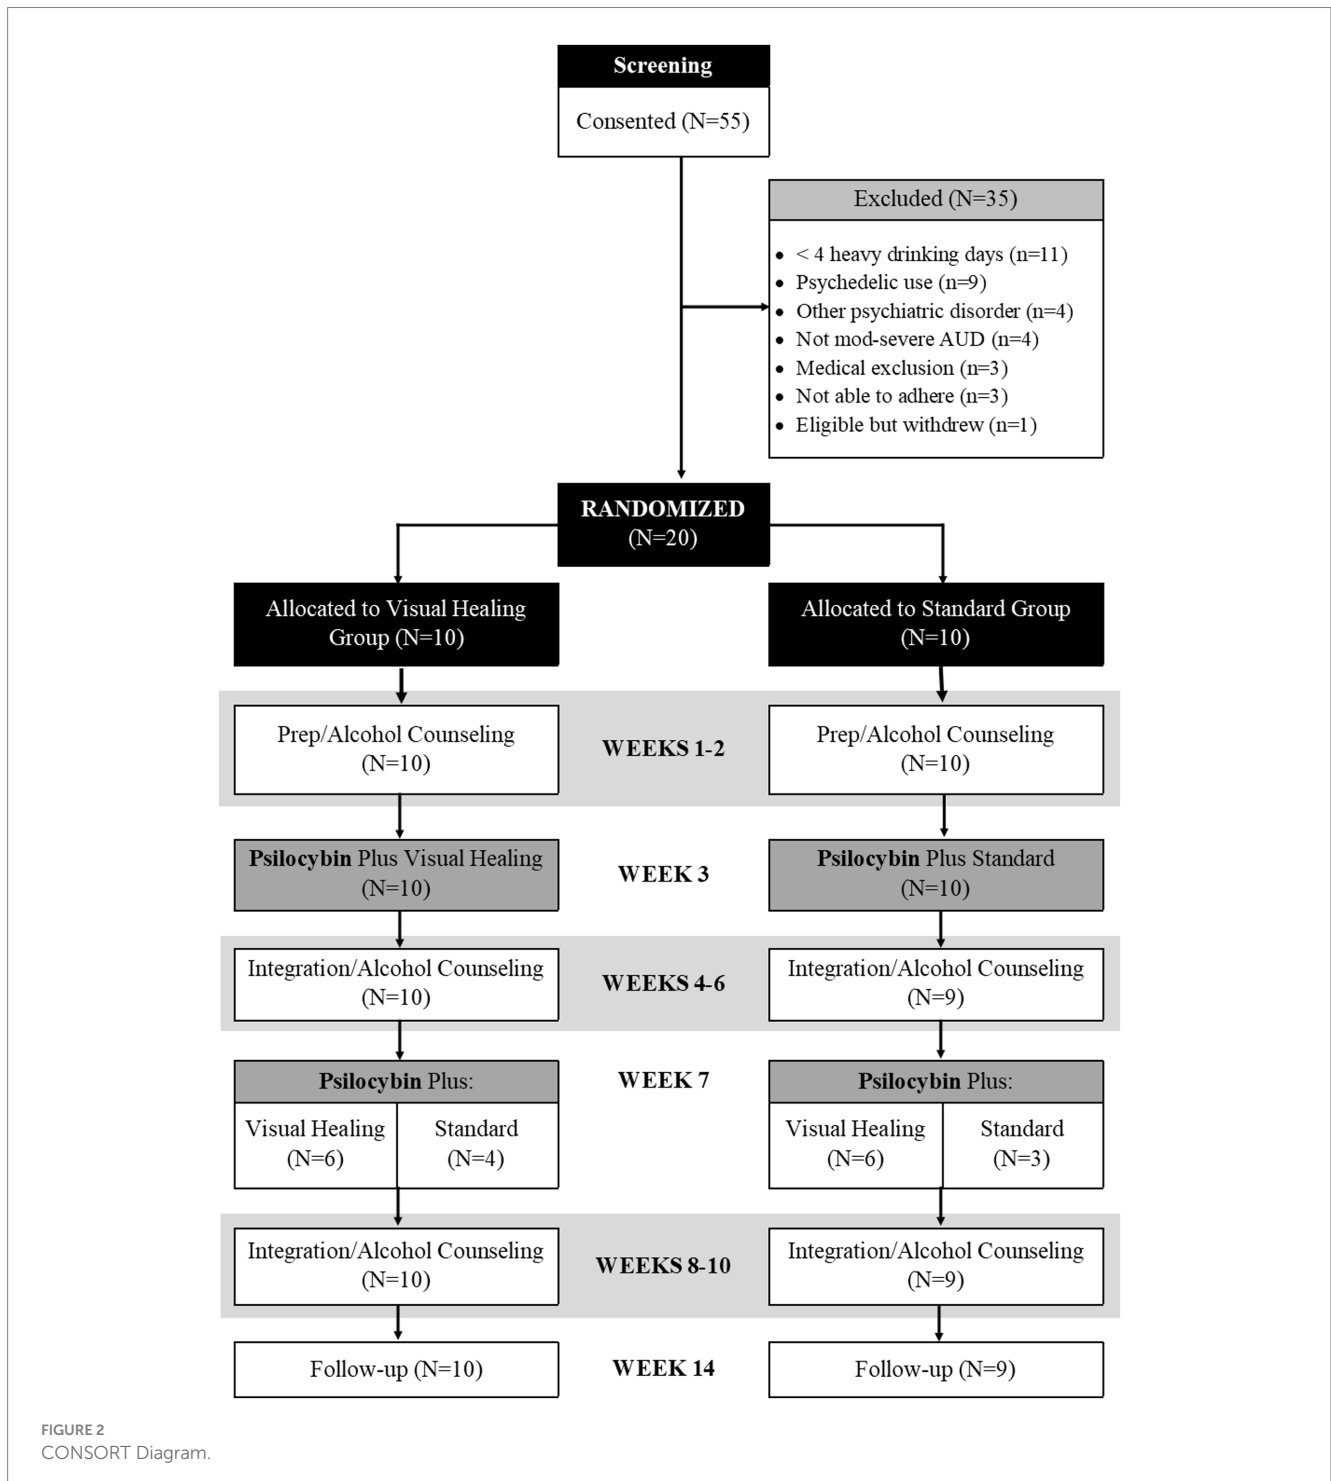 Screening
Consented (N=55)
Excluded (N=35)
• < 4 heavy drinking days (n=11)
• Psychedelic use (n=9)
• Other psychiatric disorder (n=4)
• Not mod-severe AUD (n=4)
• Medical exclusion (n=3)
• Not able to adhere (n=3)
• Eligible but withdrew (n=1)
RANDOMIZED
(N=20)
Allocated to Visual Healing
Group (N=10)
Allocated to Standard Group
(N=10)
Prep/Alcohol Counseling
(N=10)
WEEKS 1-2
Prep/Alcohol Counseling
(N=10)
Psilocybin Plus Visual Healing
(N=10)
WEEK 3
Psilocybin Plus Standard
(N=10)
Integration/Alcohol Counseling
(N=10)
WEEKS 4-6
Integration/Alcohol Counseling
(N=9)
Psilocybin Plus:
Visual Healing
(N=6)
Standard
(N=4)
WEEK 7
Psilocybin Plus:
Visual Healing
(N=6)
Standard
(N=3)
Integration/Alcohol Counseling
(N=10)
WEEKS 8-10
Integration/Alcohol Counseling
(N=9)
Follow-up (N=10)
WEEK 14
Follow-up (N=9)
FIGURE 2
CONSORT Diagram.